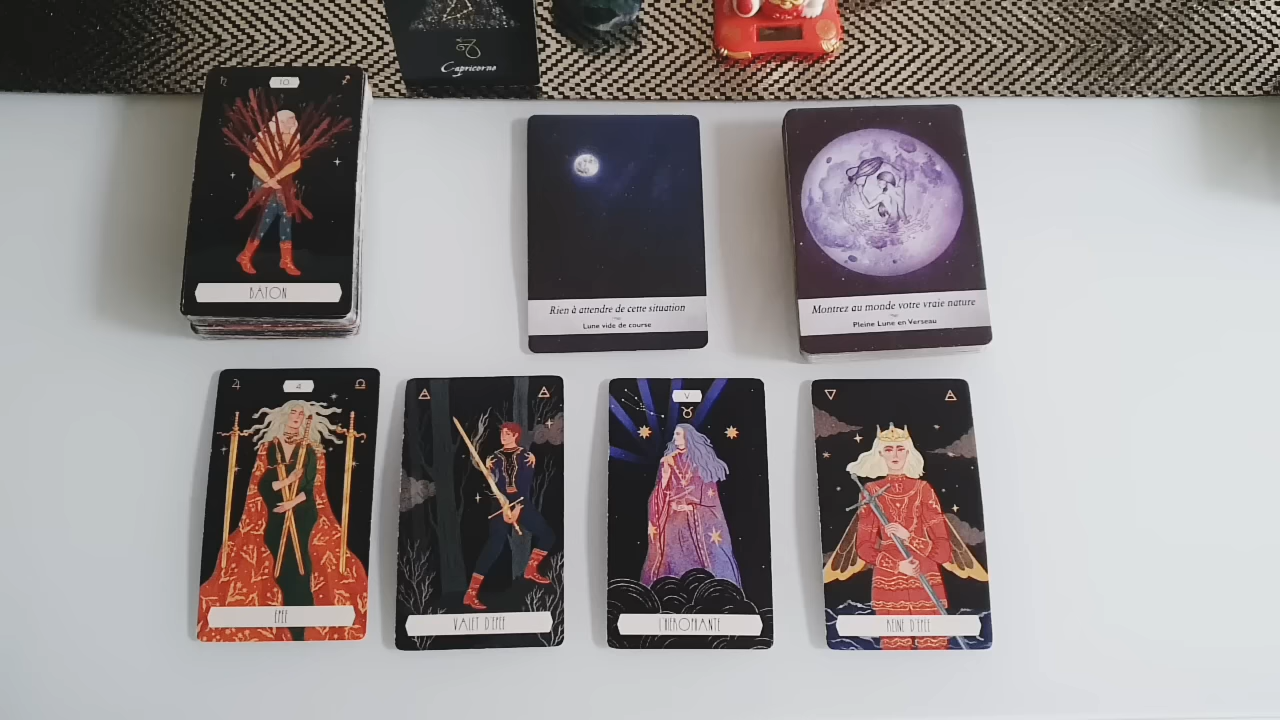 Capricorne
10
BÂTON
Rien à attendre de cette situation
Lune vide de course
Montrez au monde votre vraie nature
Pleine Lune en Verseau
4
ÉPÉE
VALET D'ÉPÉE
V
L'HIÉROPHANTE
REINE D'ÉPÉE